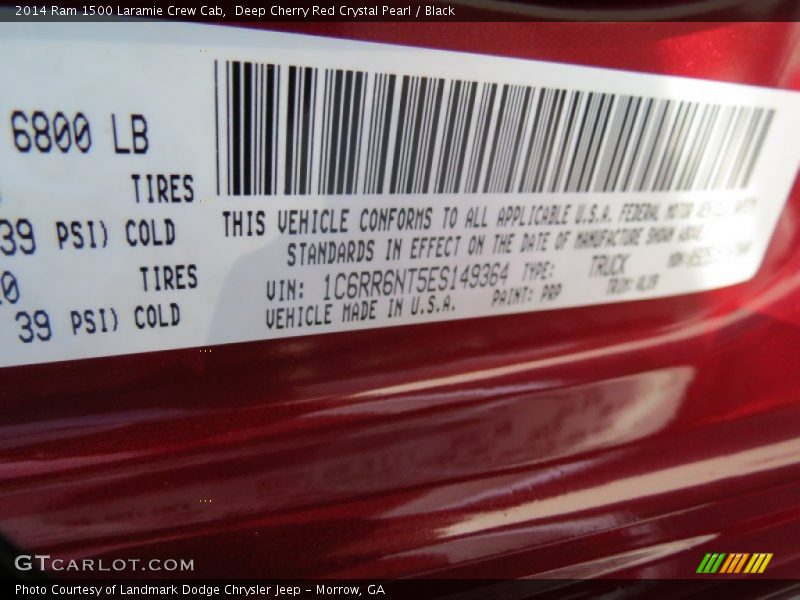 2014 Ram 1500 Laramie Crew Cab,  Deep Cherry Red Crystal Pearl / Black
6800 LB
TIRES
39 PSI) COLD
TIRES
39 PSI) COLD
THIS VEHICLE CONFORMS TO ALL APPLICABLE U.S.A. FEDERAL MOTOR
STANDARDS IN EFFECT ON THE DATE OF MANUFACTURE SHOWN ABOVE
VIN: 1C6RR6NT5ES149364 TYPE: TRUCK
VEHICLE MADE IN U.S.A. PAINT: PRP TRIM:
GTCARLOT.COM
Photo Courtesy of Landmark Dodge Chrysler Jeep – Morrow, GA